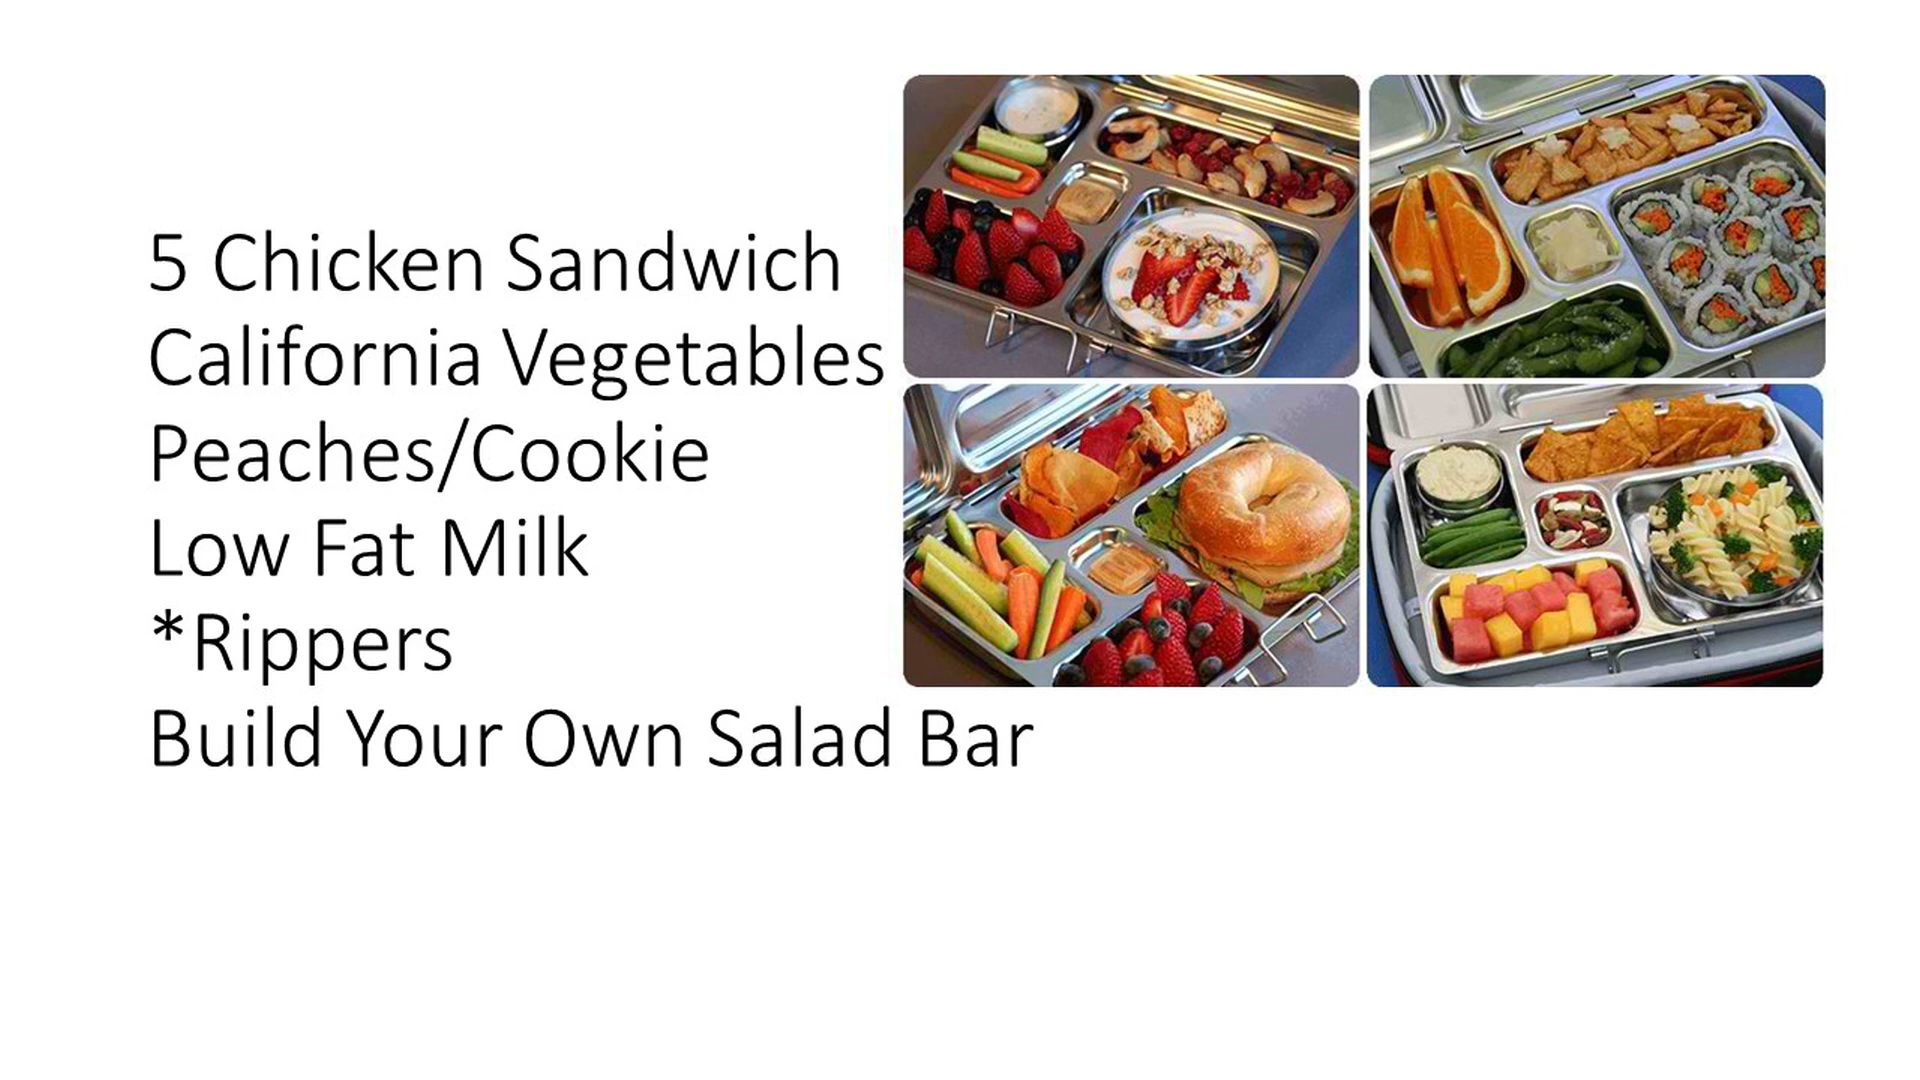 5 Chicken Sandwich
California Vegetables
Peaches/Cookie
Low Fat Milk
*Rippers
Build Your Own Salad Bar